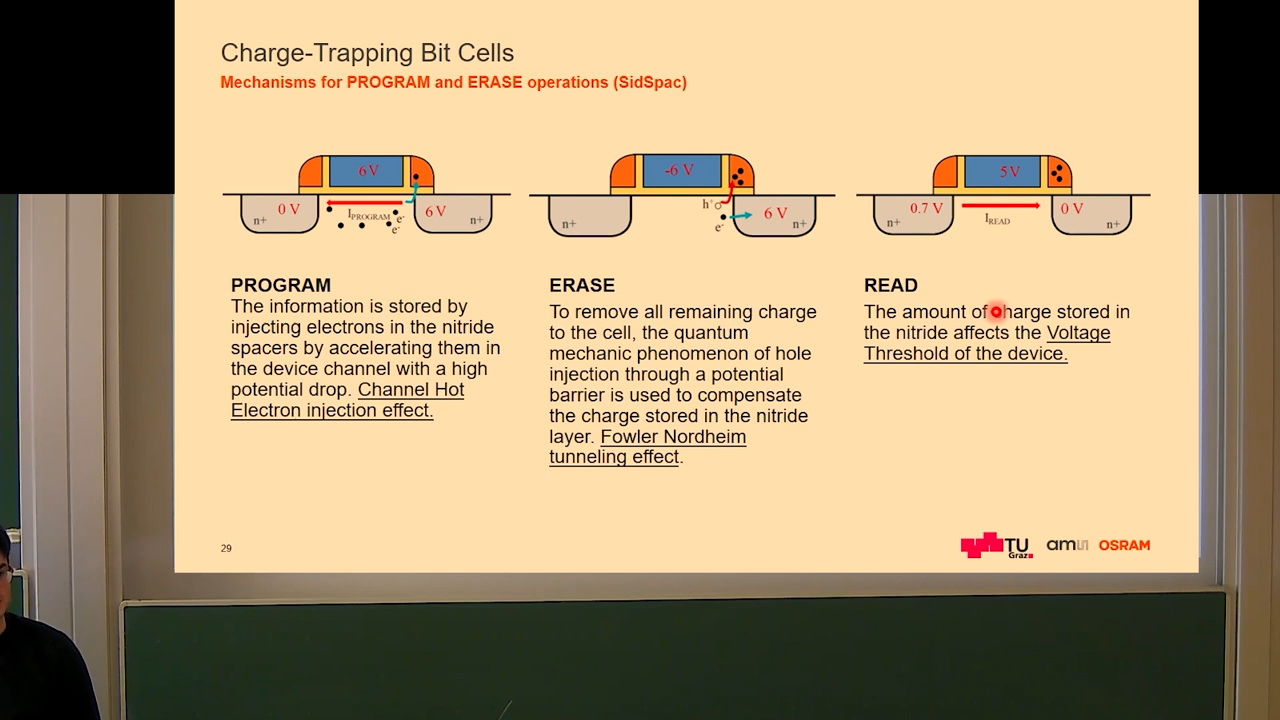 Charge-Trapping Bit Cells
Mechanisms for PROGRAM and ERASE operations (SidSpac)
6 V
0 V
6 V
n+
IPROGRAM
e-
e-
n+
-6 V
h+
e-
6 V
n+
n+
5 V
0.7 V
0 V
n+
IREAD
n+
PROGRAM
The information is stored by
injecting electrons in the nitride
spacers by accelerating them in
the device channel with a high
potential drop. Channel Hot
Electron injection effect.
ERASE
To remove all remaining charge
to the cell, the quantum
mechanic phenomenon of hole
injection through a potential
barrier is used to compensate
the charge stored in the nitride
layer. Fowler Nordheim
tunneling effect.
READ
The amount of charge stored in
the nitride affects the Voltage
Threshold of the device.
29
TU
Graz
amu OSRAM